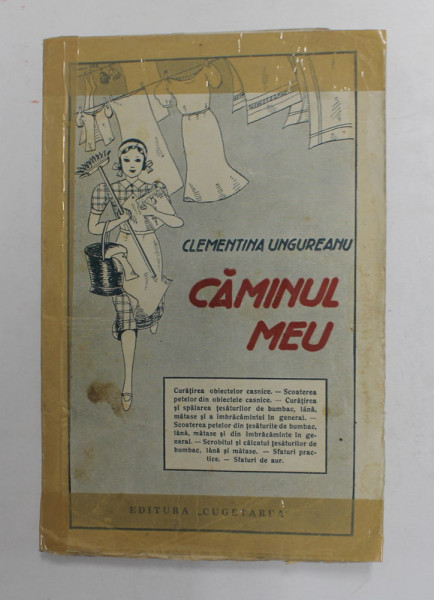 CLEMENTINA UNGUREANU
CĂMINUL
MEU
Curățirea obiectelor casnice. — Scoaterea
petelor din obiectele casnice. — Curățirea
și spălarea țesăturilor de bumbac, lână,
mătase și a îmbrăcămintei în general. —
Scoaterea petelor din țesăturile de bumbac,
lână, mătase și din îmbrăcăminte în ge-
neral. — Scrobitul și călcatul țesăturilor de
bumbac, lână și mătase. — Sfaturi prac-
tice. — Sfaturi de aur.
EDITURA „CUGETAREA"